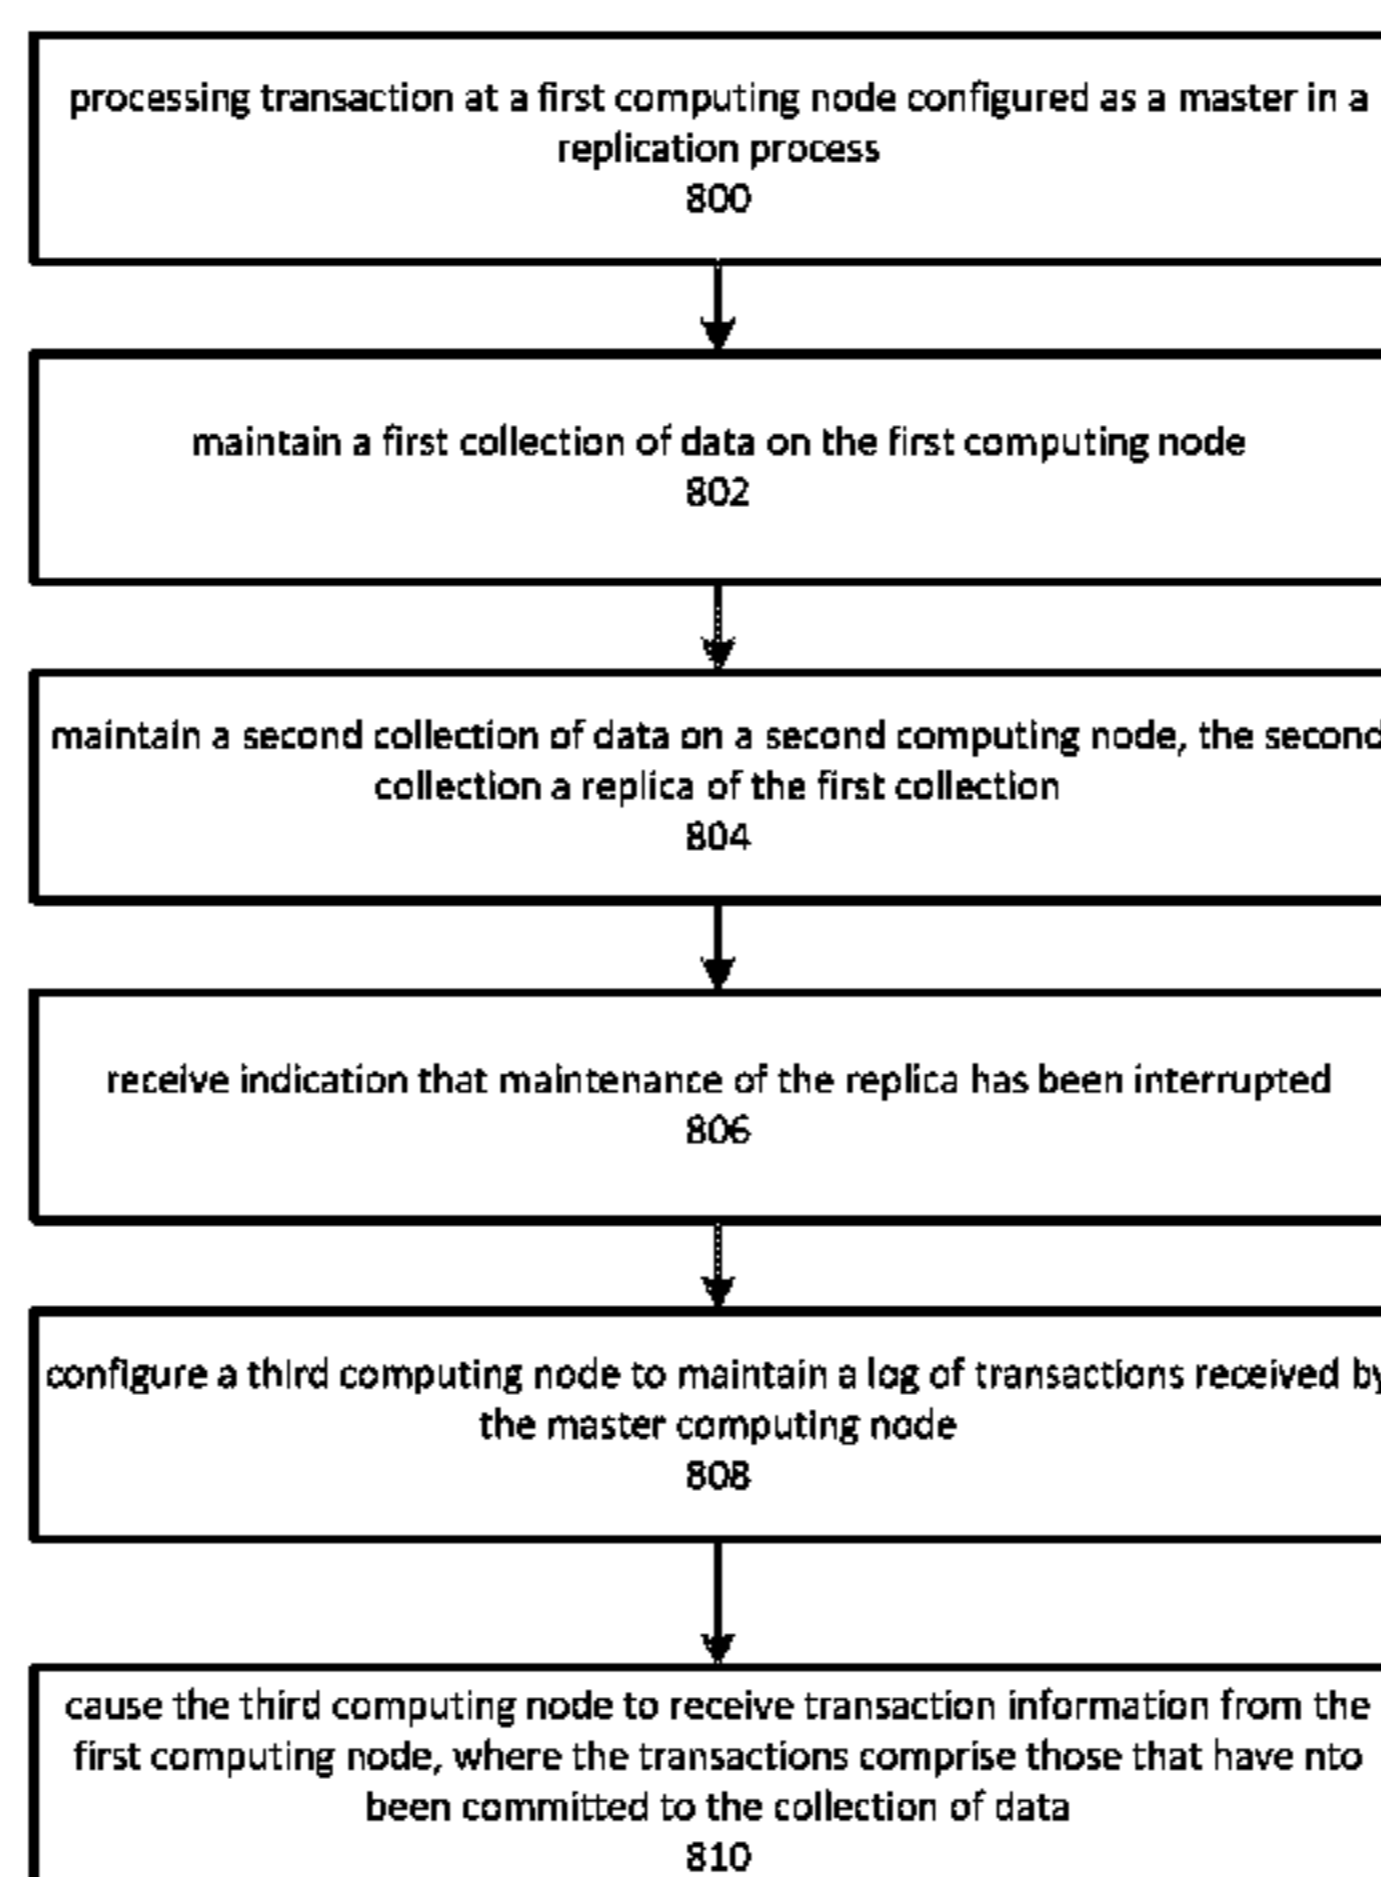 processing transaction at a first computing node configured as a master in a
replication process
800
maintain a first collection of data on the first computing node
802
maintain a second collection of data on a second computing node, the second
collection a replica of the first collection
804
receive indication that maintenance of the replica has been interrupted
806
configure a third computing node to maintain a log of transactions received by
the master computing node
808
cause the third computing node to receive transaction information from the
first computing node, where the transactions comprise those that have nto
been committed to the collection of data
810